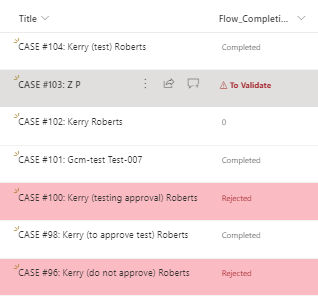 Title Flow_Completi...
CASE #104: Kerry (test) Roberts Completed
CASE #103: Z P To Validate
CASE #102: Kerry Roberts 0
CASE #101: Gcm-test Test-007 Completed
CASE #100: Kerry (testing approval) Roberts Rejected
CASE #98: Kerry (to approve test) Roberts Completed
CASE #96: Kerry (do not approve) Roberts Rejected